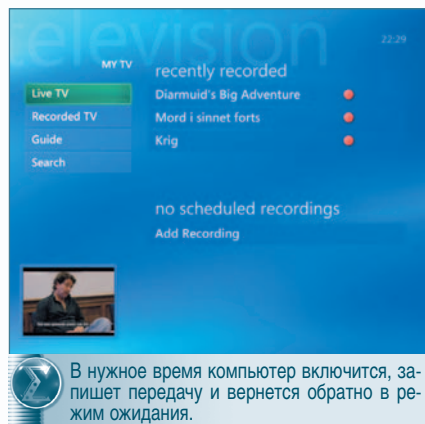 television
22:29
MY TV
recently recorded
Live TV
Diarmuid's Big Adventure
Recorded TV
Mord i sinnet forts
Guide
Krig
Search
no scheduled recordings
Add Recording
В нужное время компьютер включится, за-
пишет передачу и вернется обратно в ре-
жим ожидания.